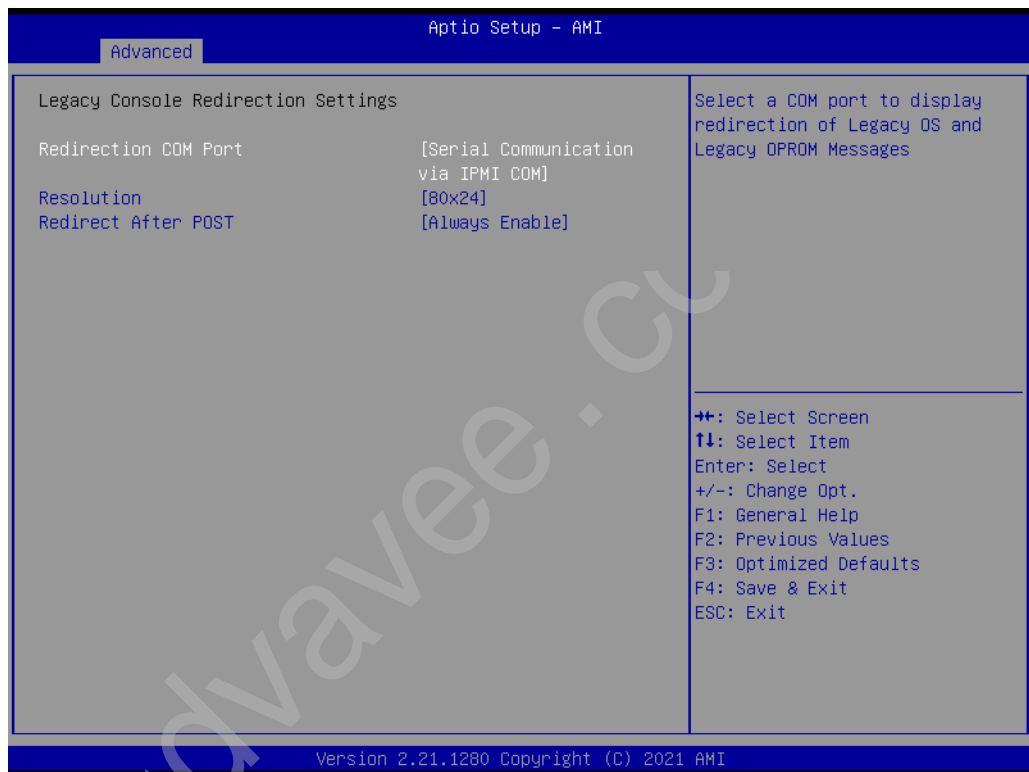 Aptio Setup – AMI
Advanced
Legacy Console Redirection Settings
Redirection COM Port [Serial Communication
via IPMI COM]
Resolution [80x24]
Redirect After POST [Always Enable]
Select a COM port to display
redirection of Legacy OS and
Legacy OPROM Messages
→←: Select Screen
↑↓: Select Item
Enter: Select
+/-: Change Opt.
F1: General Help
F2: Previous Values
F3: Optimized Defaults
F4: Save & Exit
ESC: Exit
Version 2.21.1280 Copyright (C) 2021 AMI